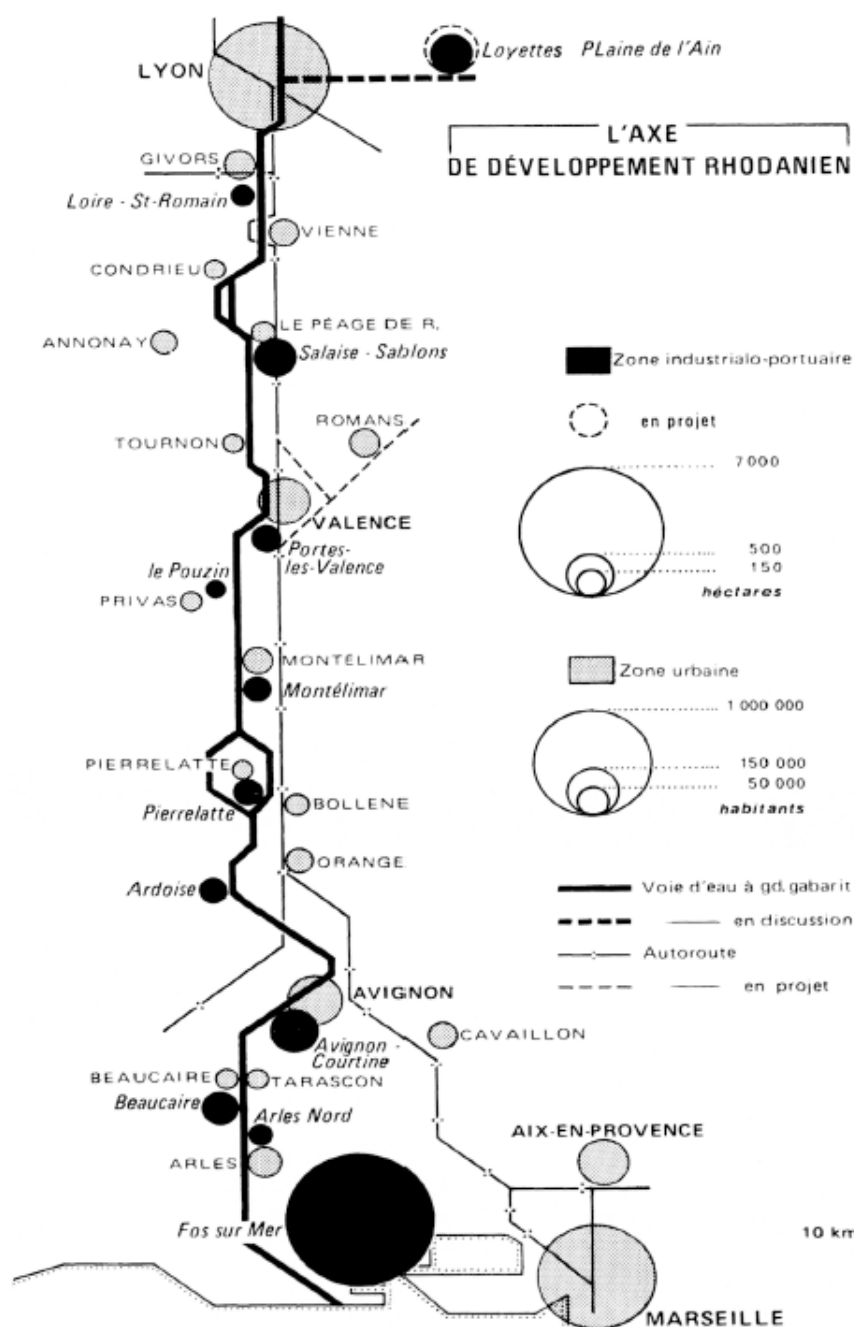 Loyettes PLaine de l'Ain
LYON
L'AXE
DE DÉVELOPPEMENT RHODANIEN
GIVORS
Loire - St-Romain
VIENNE
CONDRIEU
LE PÉAGE DE R.
ANNONAY
Salaise - Sablons
Zone industrialo-portuaire
ROMANS
en projet
TOURNON
7000
VALENCE
Portes-
les-Valence
500
150
héctares
le Pouzin
PRIVAS
MONTÉLIMAR
Zone urbaine
Montélimar
1 000 000
PIERRELATTE
150 000
50 000
habitants
Pierrelatte
BOLLENE
ORANGE
Ardoise
Voie d'eau à gd. gabarit
en discussion
Autoroute
en projet
AVIGNON
Avignon-
Courtine
CAVAILLON
BEAUCAIRE
TARASCON
Beaucaire
Arles Nord
AIX-EN-PROVENCE
ARLES
Fos sur Mer
10 km
MARSEILLE